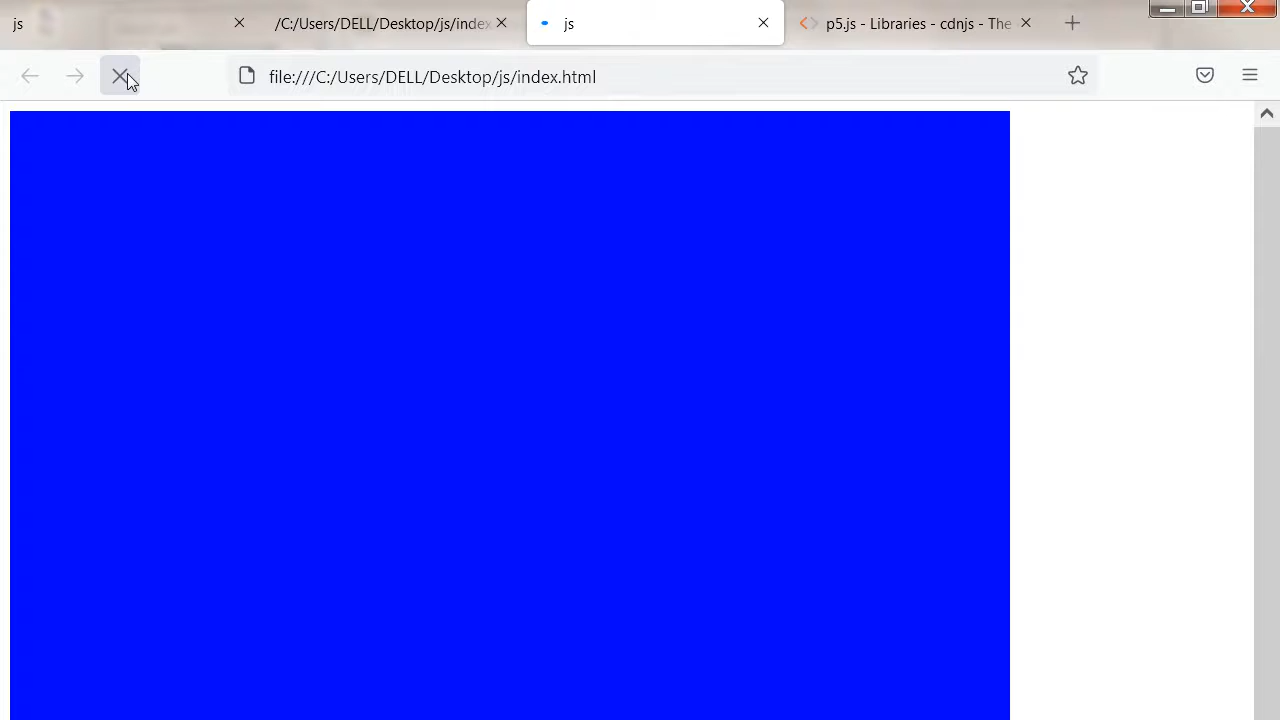 js
/C:/Users/DELL/Desktop/js/index
js
p5.js - Libraries - cdnjs - The
file:///C:/Users/DELL/Desktop/js/index.html